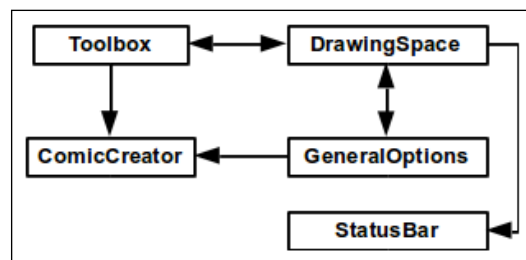 Toolbox
DrawingSpace
ComicCreator
GeneralOptions
StatusBar